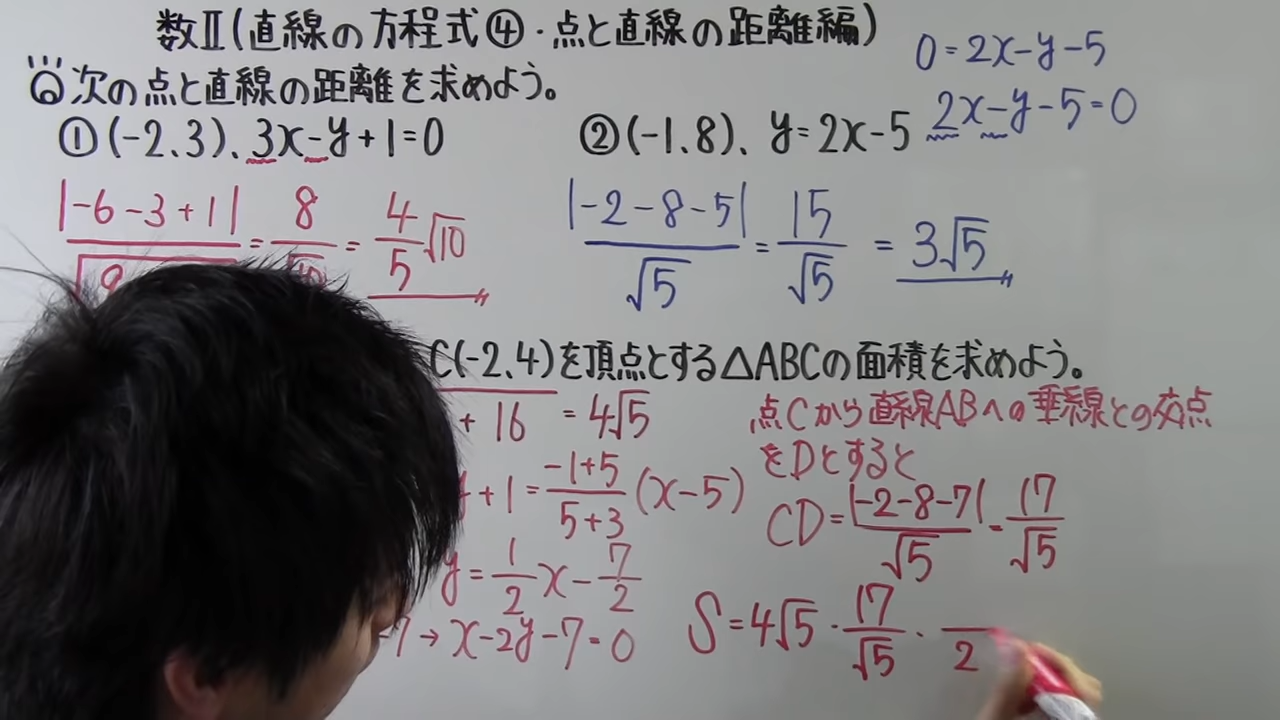 数Ⅱ(直線の方程式④・点と直線の距離編)
Q次の点と直線の距離を求めよう。
①(-2.3)、3x-y+1=0
|-6-3+1| / √9 = 8/√10 = 4/5√10
②(-1.8)、y=2x-5
0=2x-y-5
2x-y-5=0
|-2-8-5| / √5 = 15/√5 = 3√5
C(-2.4)を頂点とする△ABCの面積を求めよう。
+ 16 = 4√5
+1=(-1+5)/(5+3)(x-5)
y=1/2x-7/2
-7→x-2y-7=0
点Cから直線ABへの垂線との交点
をDとすると
CD=|-2-8-7|/√5=17/√5
S=4√5・17/√5・ /2